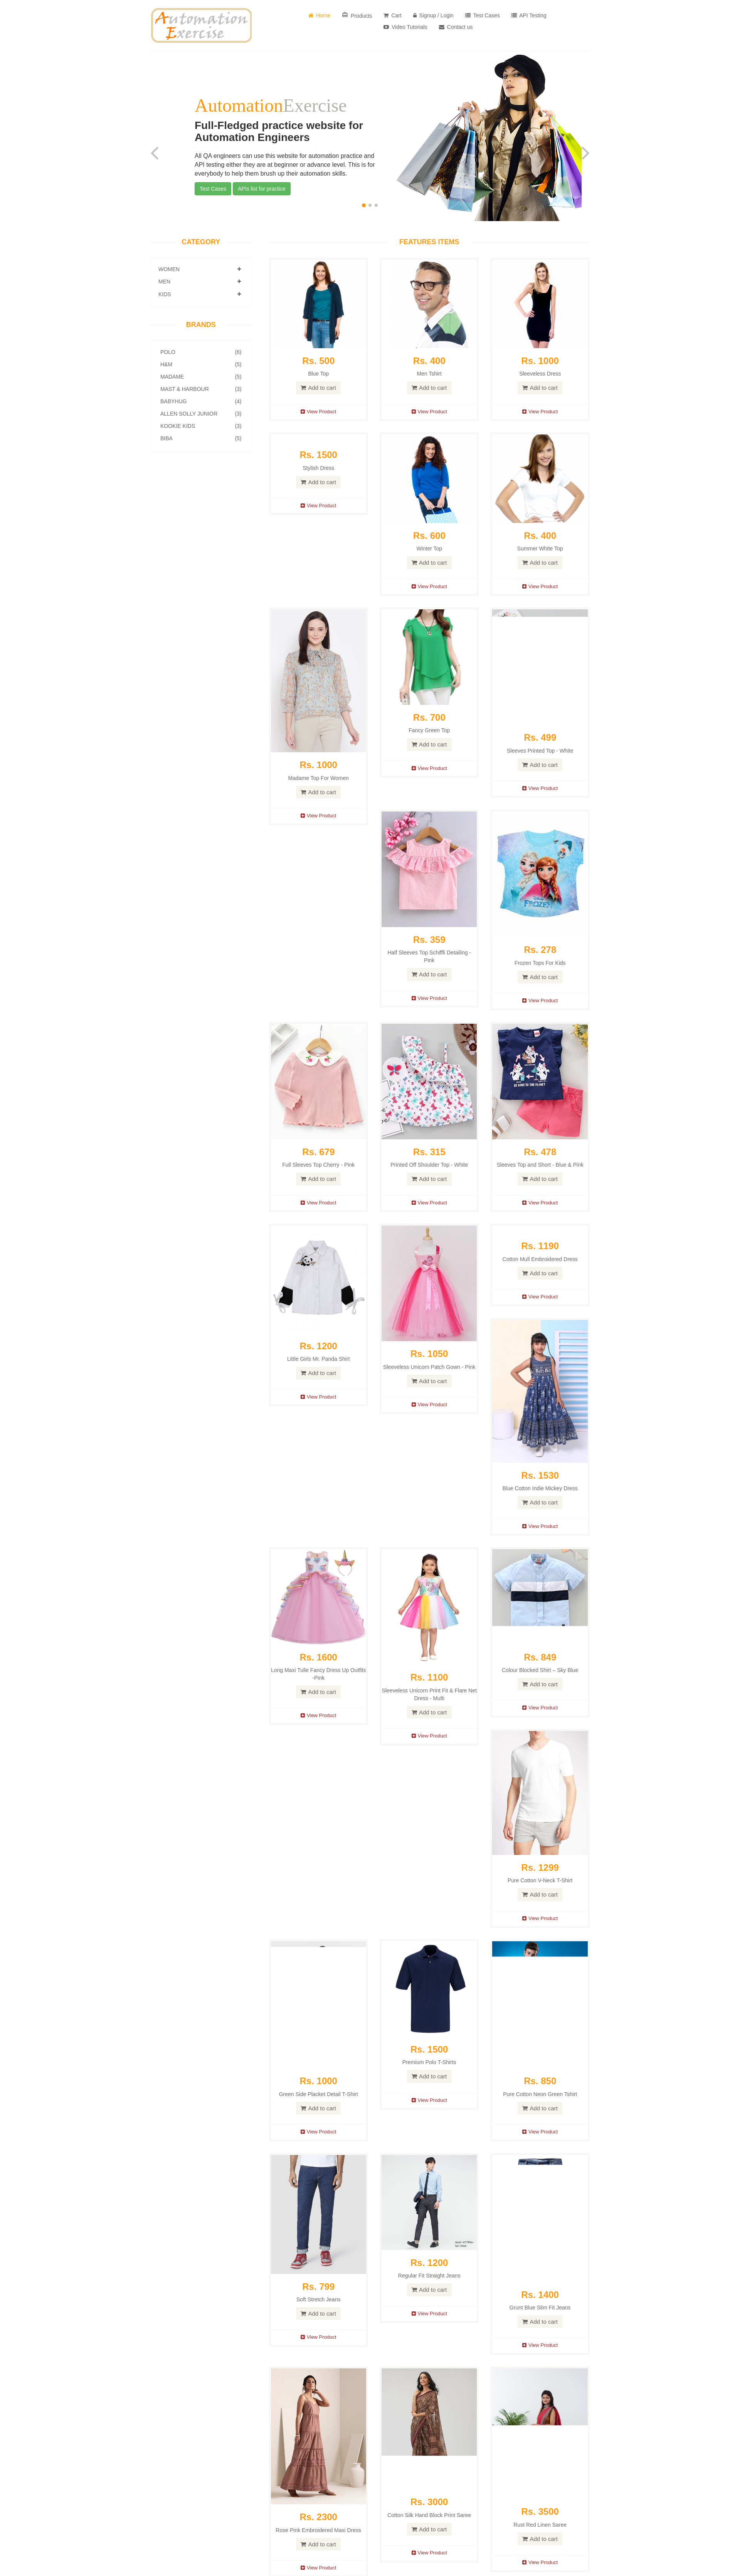 Automation
Exercise
Home
Products
Cart
Signup / Login
Test Cases
API Testing
Video Tutorials
Contact us
AutomationExercise
Full-Fledged practice website for
Automation Engineers
All QA engineers can use this website for automation practice and
API testing either they are at beginner or advance level. This is for
everybody to help them brush up their automation skills.
Test Cases
APIs list for practice
CATEGORY
WOMEN
MEN
KIDS
BRANDS
POLO (6)
H&M (5)
MADAME (5)
MAST & HARBOUR (3)
BABYHUG (4)
ALLEN SOLLY JUNIOR (3)
KOOKIE KIDS (3)
BIBA (5)
FEATURES ITEMS
Rs. 500
Blue Top
Add to cart
View Product
Rs. 400
Men Tshirt
Add to cart
View Product
Rs. 1000
Sleeveless Dress
Add to cart
View Product
Rs. 1500
Stylish Dress
Add to cart
View Product
Rs. 600
Winter Top
Add to cart
View Product
Rs. 400
Summer White Top
Add to cart
View Product
Rs. 1000
Madame Top For Women
Add to cart
View Product
Rs. 700
Fancy Green Top
Add to cart
View Product
Rs. 499
Sleeves Printed Top - White
Add to cart
View Product
Rs. 359
Half Sleeves Top Schiffli Detailing -
Pink
Add to cart
View Product
FROZEN
Rs. 278
Frozen Tops For Kids
Add to cart
View Product
Rs. 679
Full Sleeves Top Cherry - Pink
Add to cart
View Product
Rs. 315
Printed Off Shoulder Top - White
Add to cart
View Product
Rs. 478
Sleeves Top and Short - Blue & Pink
Add to cart
View Product
Rs. 1200
Little Girls Mr. Panda Shirt
Add to cart
View Product
Rs. 1050
Sleeveless Unicorn Patch Gown - Pink
Add to cart
View Product
Rs. 1190
Cotton Mull Embroidered Dress
Add to cart
View Product
Rs. 1530
Blue Cotton Indie Mickey Dress
Add to cart
View Product
Rs. 1600
Long Maxi Tulle Fancy Dress Up Outfits
-Pink
Add to cart
View Product
Rs. 1100
Sleeveless Unicorn Print Fit & Flare Net
Dress - Multi
Add to cart
View Product
Rs. 849
Colour Blocked Shirt – Sky Blue
Add to cart
View Product
Rs. 1299
Pure Cotton V-Neck T-Shirt
Add to cart
View Product
Rs. 1000
Green Side Placket Detail T-Shirt
Add to cart
View Product
Rs. 1500
Premium Polo T-Shirts
Add to cart
View Product
Rs. 850
Pure Cotton Neon Green Tshirt
Add to cart
View Product
Rs. 799
Soft Stretch Jeans
Add to cart
View Product
Rs. 1200
Regular Fit Straight Jeans
Add to cart
View Product
Rs. 1400
Grunt Blue Slim Fit Jeans
Add to cart
View Product
Rs. 2300
Rose Pink Embroidered Maxi Dress
Add to cart
View Product
Rs. 3000
Cotton Silk Hand Block Print Saree
Add to cart
View Product
Rs. 3500
Rust Red Linen Saree
Add to cart
View Product